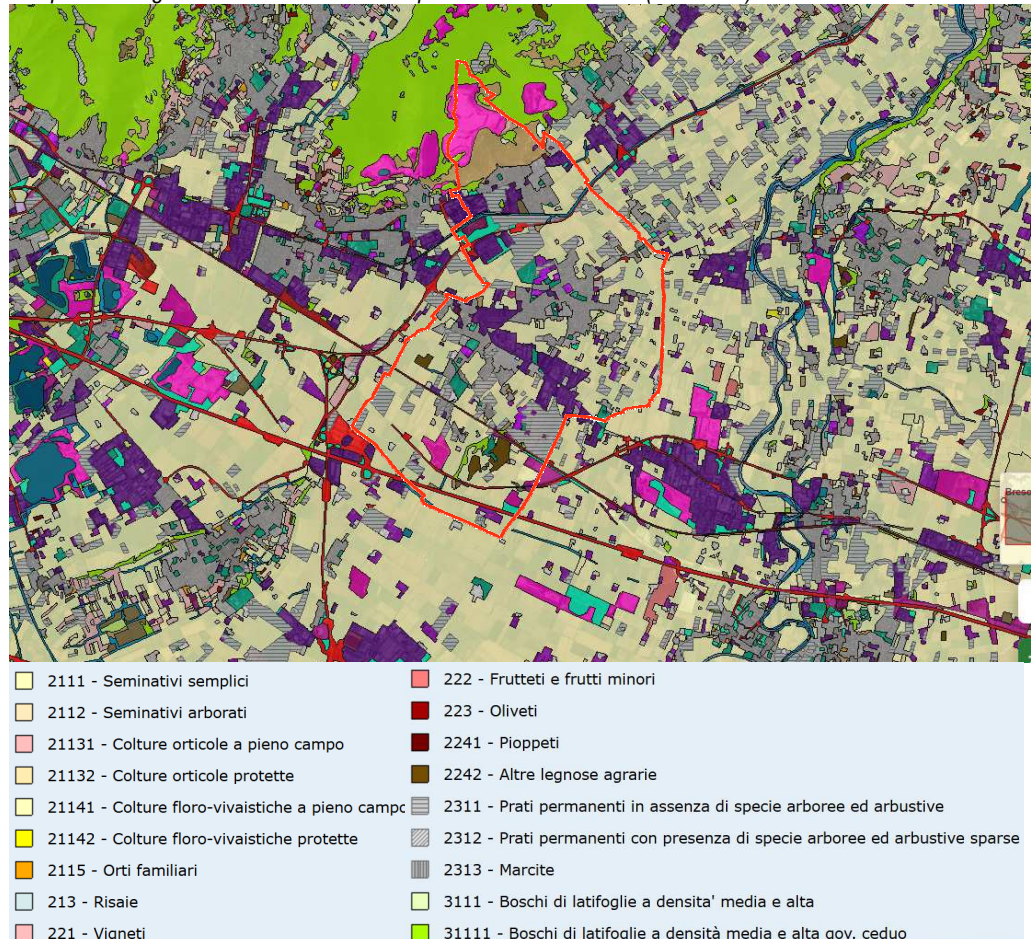 2111 - Seminativi semplici
2112 - Seminativi arborati
21131 - Colture orticole a pieno campo
21132 - Colture orticole protette
21141 - Colture floro-vivaistiche a pieno campo
21142 - Colture floro-vivaistiche protette
2115 - Orti familiari
213 - Risaie
221 - Vigneti
222 - Frutteti e frutti minori
223 - Oliveti
2241 - Pioppeti
2242 - Altre legnose agrarie
2311 - Prati permanenti in assenza di specie arboree ed arbustive
2312 - Prati permanenti con presenza di specie arboree ed arbustive sparse
2313 - Marcite
3111 - Boschi di latifoglie a densita' media e alta
31111 - Boschi di latifoglie a densità media e alta gov. ceduo